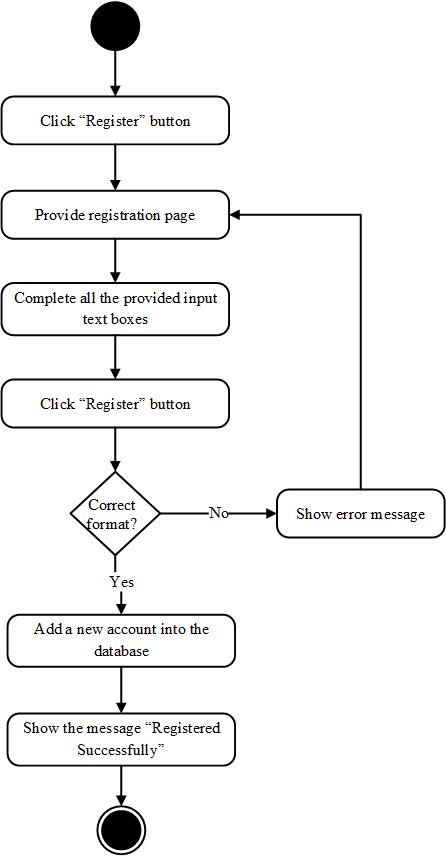 Click “Register” button
Provide registration page
Complete all the provided input
text boxes
Click “Register” button
Correct
format?
No
Show error message
Yes
Add a new account into the
database
Show the message “Registered
Successfully”